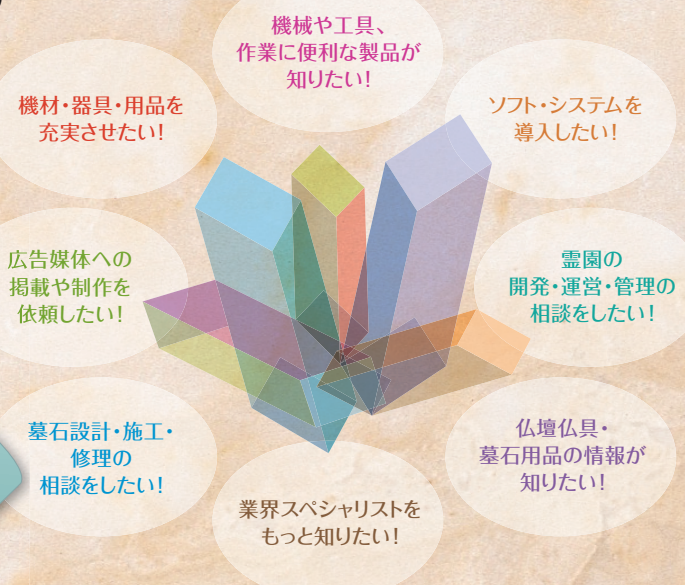 機械や工具、
作業に便利な製品が
知りたい!
機材・器具・用品を
充実させたい!
ソフト・システムを
導入したい!
広告媒体への
掲載や制作を
依頼したい!
霊園の
開発・運営・管理の
相談をしたい!
墓石設計・施工・
修理の
相談をしたい!
仏壇仏具・
墓石用品の情報が
知りたい!
業界スペシャリストを
もっと知りたい!